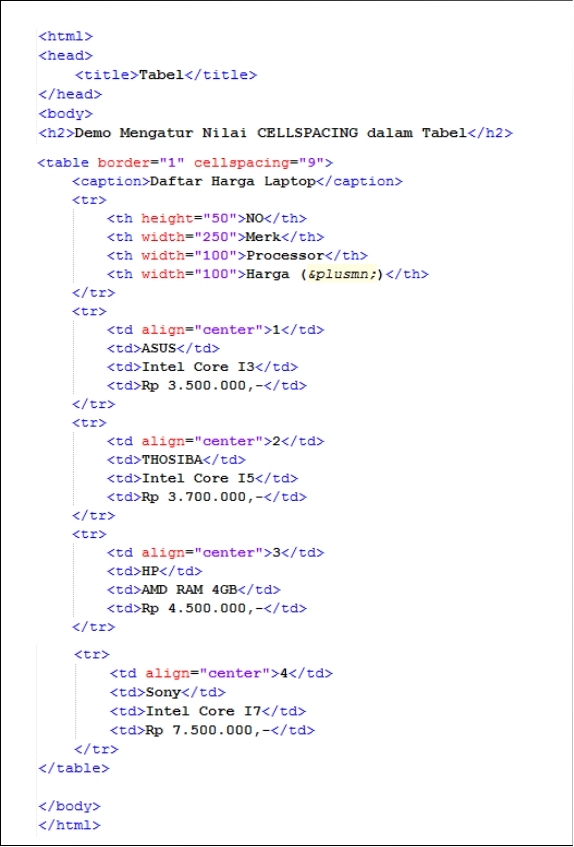 <html>
<head>
<title>Tabel</title>
</head>
<body>
<h2>Demo Mengatur Nilai CELLSPACING dalam Tabel</h2>
<table border="1" cellspacing="9">
<caption>Daftar Harga Laptop</caption>
<tr>
<th height="50">NO</th>
<th width="250">Merk</th>
<th width="100">Processor</th>
<th width="100">Harga (&plusmn;)</th>
</tr>
<tr>
<td align="center">1</td>
<td>ASUS</td>
<td>Intel Core I3</td>
<td>Rp 3.500.000,-</td>
</tr>
<tr>
<td align="center">2</td>
<td>THOSIBA</td>
<td>Intel Core I5</td>
<td>Rp 3.700.000,-</td>
</tr>
<tr>
<td align="center">3</td>
<td>HP</td>
<td>AMD RAM 4GB</td>
<td>Rp 4.500.000,-</td>
</tr>
<tr>
<td align="center">4</td>
<td>Sony</td>
<td>Intel Core I7</td>
<td>Rp 7.500.000,-</td>
</tr>
</table>
</body>
</html>